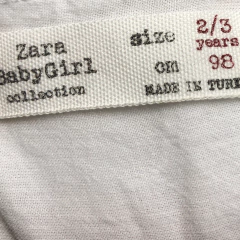 Zara size 2/3
BabyGirl years
collection cm 98
MADE IN TURK